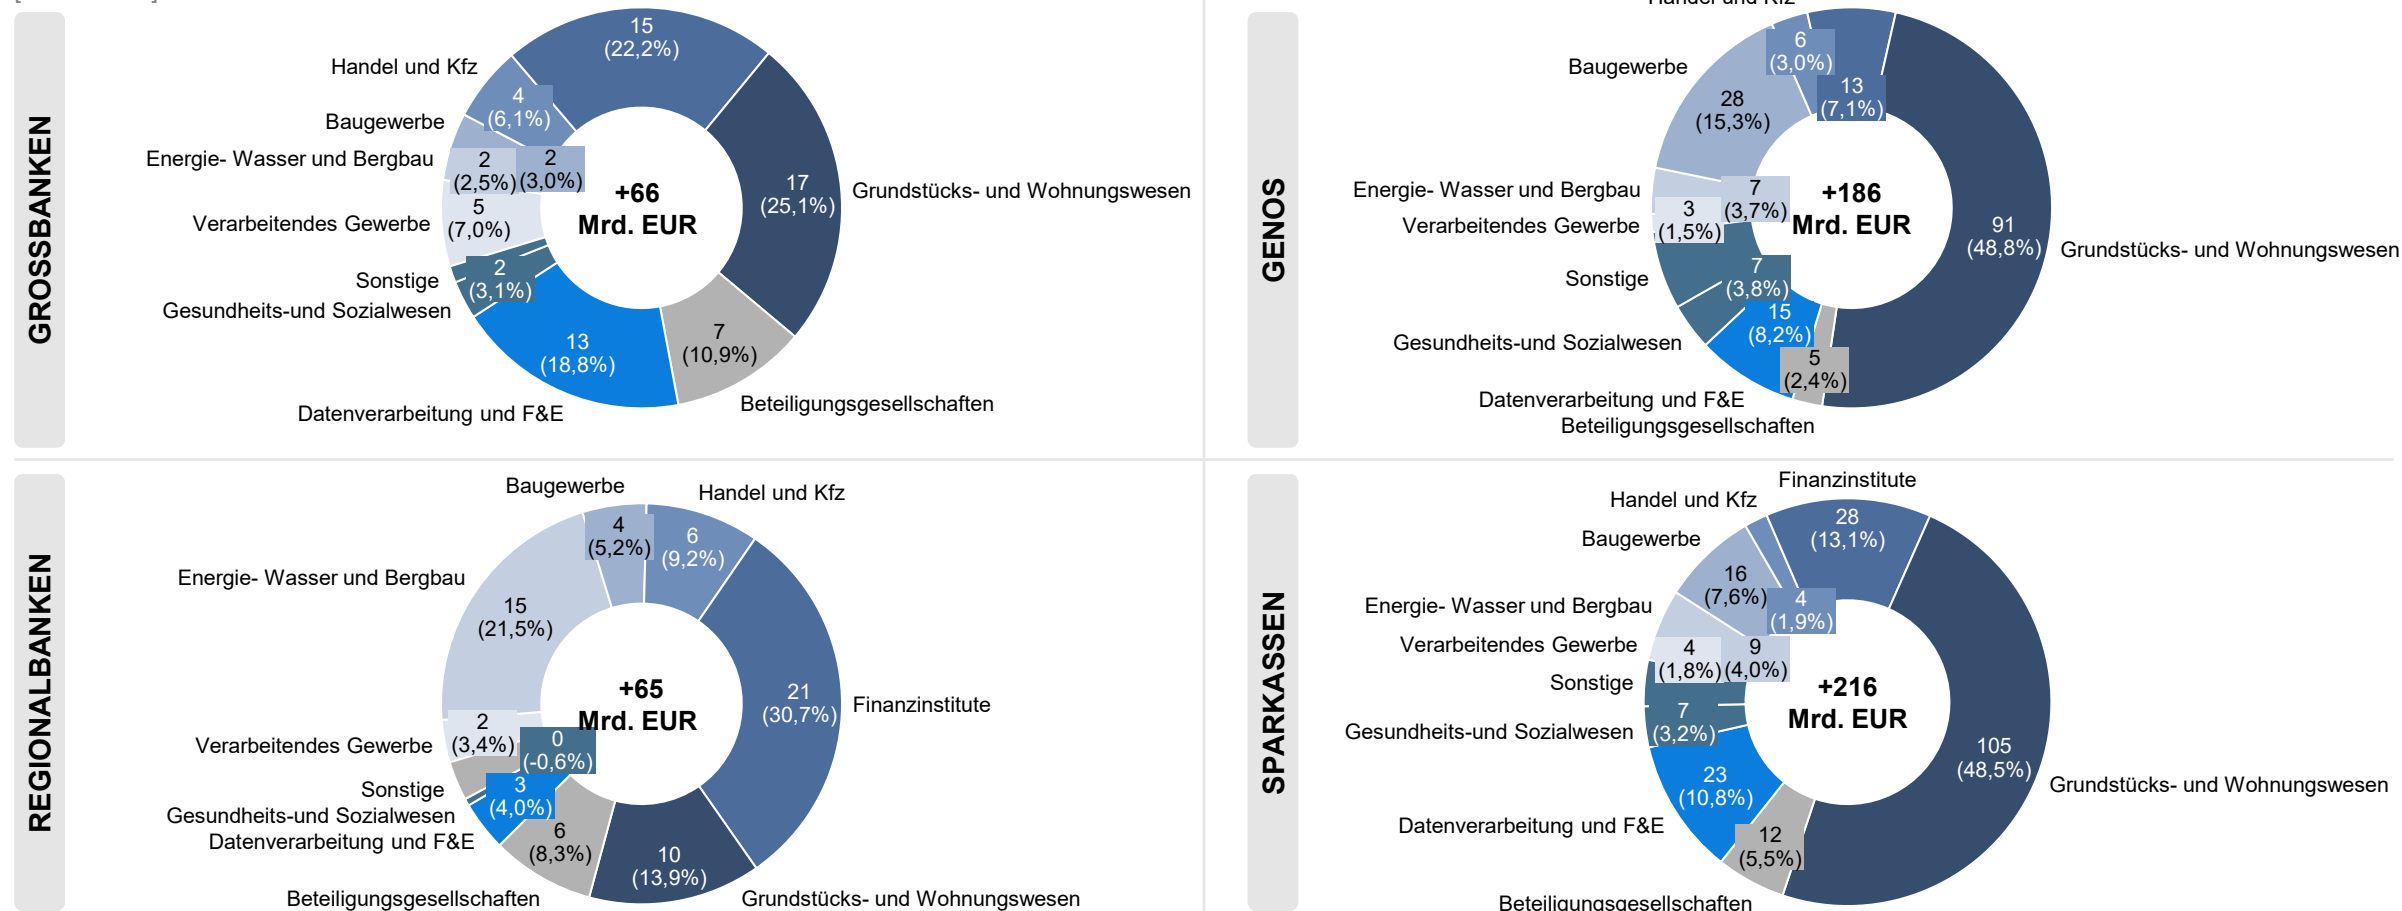 GROSSBANKEN
15
(22,2%)
Handel und Kfz
4
(6,1%)
Baugewerbe
2
(3,0%)
Energie- Wasser und Bergbau
2
(2,5%)
Verarbeitendes Gewerbe
5
(7,0%)
Sonstige
2
(3,1%)
Gesundheits-und Sozialwesen
13
(18,8%)
Datenverarbeitung und F&E
7
(10,9%)
Beteiligungsgesellschaften
17
(25,1%)
Grundstücks- und Wohnungswesen
+66
Mrd. EUR
GENOS
Handel und Kfz
6
(3,0%)
13
(7,1%)
Baugewerbe
28
(15,3%)
Energie- Wasser und Bergbau
7
(3,7%)
Verarbeitendes Gewerbe
3
(1,5%)
Sonstige
7
(3,8%)
Gesundheits-und Sozialwesen
15
(8,2%)
Datenverarbeitung und F&E
5
(2,4%)
Beteiligungsgesellschaften
91
(48,8%)
Grundstücks- und Wohnungswesen
+186
Mrd. EUR
REGIONALBANKEN
Baugewerbe
4
(5,2%)
Handel und Kfz
6
(9,2%)
Energie- Wasser und Bergbau
15
(21,5%)
21
(30,7%)
Finanzinstitute
Verarbeitendes Gewerbe
2
(3,4%)
0
(-0,6%)
Sonstige
Gesundheits-und Sozialwesen
3
(4,0%)
Datenverarbeitung und F&E
6
(8,3%)
Beteiligungsgesellschaften
10
(13,9%)
Grundstücks- und Wohnungswesen
+65
Mrd. EUR
SPARKASSEN
Finanzinstitute
28
(13,1%)
Handel und Kfz
4
(1,9%)
Baugewerbe
16
(7,6%)
Energie- Wasser und Bergbau
9
(4,0%)
Verarbeitendes Gewerbe
4
(1,8%)
Sonstige
Gesundheits-und Sozialwesen
7
(3,2%)
23
(10,8%)
Datenverarbeitung und F&E
12
(5,5%)
Beteiligungsgesellschaften
105
(48,5%)
Grundstücks- und Wohnungswesen
+216
Mrd. EUR